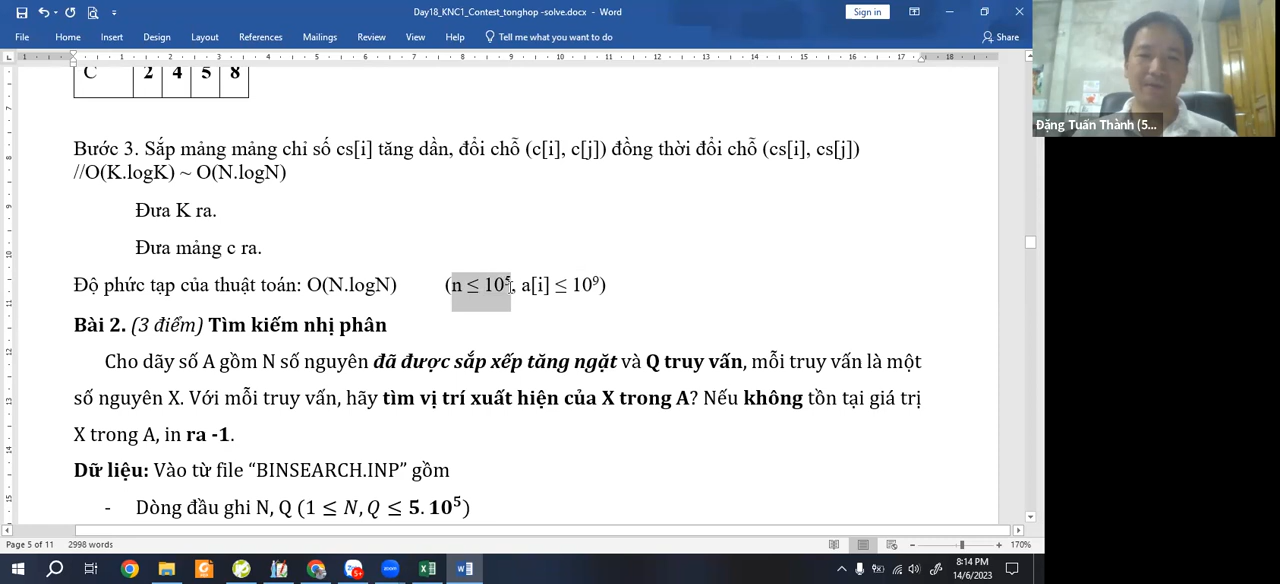 Day18_KNC1_Contest_tonghop -solve.docx - Word
Sign in
File Home Insert Design Layout References Mailings Review View Help Tell me what you want to do Share
Đặng Tuấn Thành (5...
C 2 4 5 8
Bước 3. Sắp mảng mảng chỉ số cs[i] tăng dần, đổi chỗ (c[i], c[j]) đồng thời đổi chỗ (cs[i], cs[j])
//O(K.logK) ~ O(N.logN)
Đưa K ra.
Đưa mảng c ra.
Độ phức tạp của thuật toán: O(N.logN) (n ≤ 10⁵, a[i] ≤ 10⁹)
Bài 2. (3 điểm) Tìm kiếm nhị phân
Cho dãy số A gồm N số nguyên đã được sắp xếp tăng ngặt và Q truy vấn, mỗi truy vấn là một
số nguyên X. Với mỗi truy vấn, hãy tìm vị trí xuất hiện của X trong A? Nếu không tồn tại giá trị
X trong A, in ra -1.
Dữ liệu: Vào từ file “BINSEARCH.INP” gồm
- Dòng đầu ghi N, Q (1 ≤ N, Q ≤ 5.10⁵)
Page 5 of 11 2998 words 170%
8:14 PM
14/6/2023